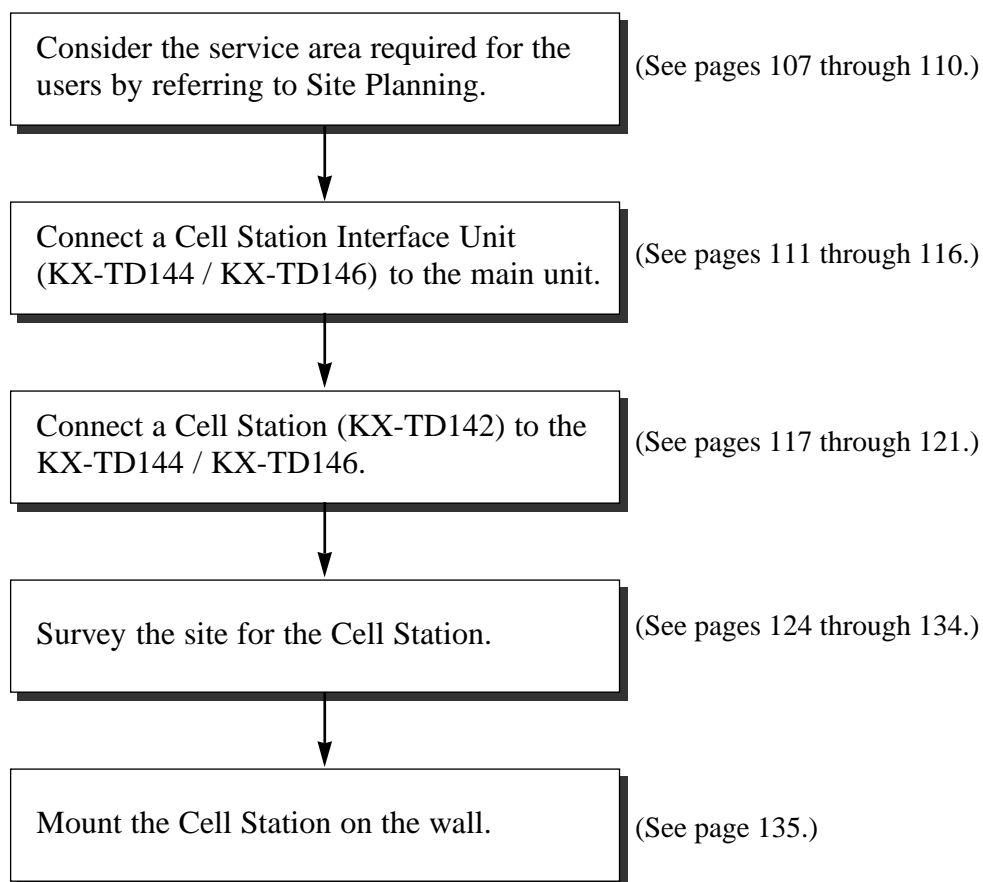 Consider the service area required for the
users by referring to Site Planning.
(See pages 107 through 110.)
Connect a Cell Station Interface Unit
(KX-TD144 / KX-TD146) to the main unit.
(See pages 111 through 116.)
Connect a Cell Station (KX-TD142) to the
KX-TD144 / KX-TD146.
(See pages 117 through 121.)
Survey the site for the Cell Station.
(See pages 124 through 134.)
Mount the Cell Station on the wall.
(See page 135.)